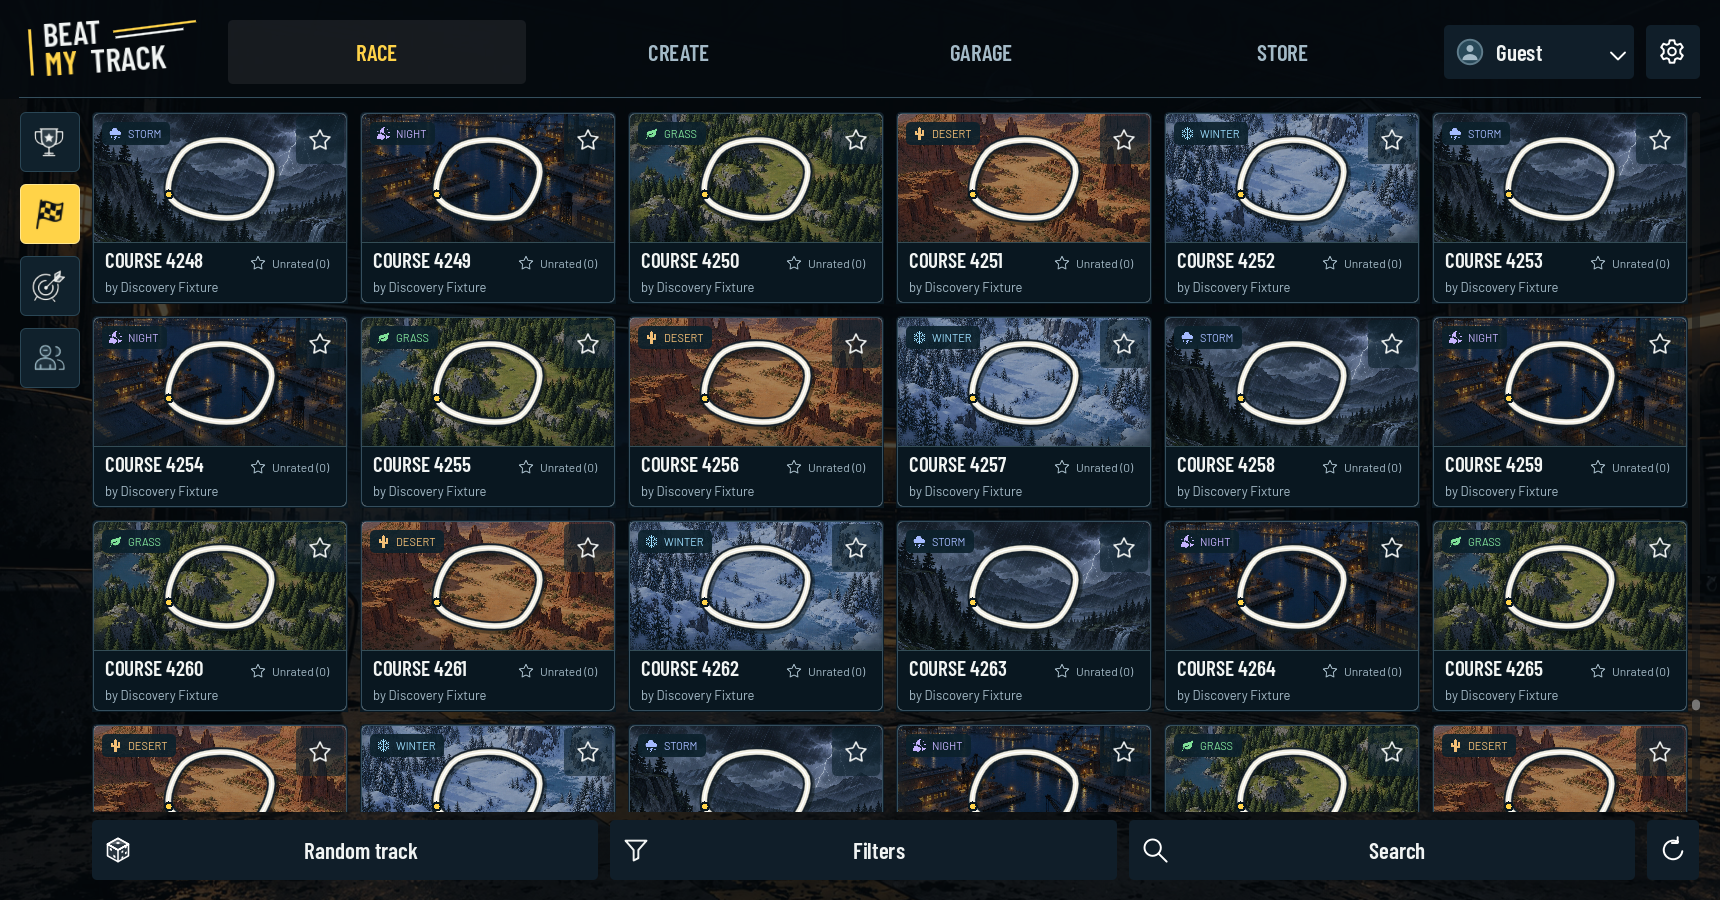 BEAT
MY TRACK
RACE
CREATE
GARAGE
STORE
Guest
STORM
NIGHT
GRASS
DESERT
WINTER
STORM
COURSE 4248
Unrated (0)
by Discovery Fixture
COURSE 4249
Unrated (0)
by Discovery Fixture
COURSE 4250
Unrated (0)
by Discovery Fixture
COURSE 4251
Unrated (0)
by Discovery Fixture
COURSE 4252
Unrated (0)
by Discovery Fixture
COURSE 4253
Unrated (0)
by Discovery Fixture
NIGHT
GRASS
DESERT
WINTER
STORM
NIGHT
COURSE 4254
Unrated (0)
by Discovery Fixture
COURSE 4255
Unrated (0)
by Discovery Fixture
COURSE 4256
Unrated (0)
by Discovery Fixture
COURSE 4257
Unrated (0)
by Discovery Fixture
COURSE 4258
Unrated (0)
by Discovery Fixture
COURSE 4259
Unrated (0)
by Discovery Fixture
GRASS
DESERT
WINTER
STORM
NIGHT
GRASS
COURSE 4260
Unrated (0)
by Discovery Fixture
COURSE 4261
Unrated (0)
by Discovery Fixture
COURSE 4262
Unrated (0)
by Discovery Fixture
COURSE 4263
Unrated (0)
by Discovery Fixture
COURSE 4264
Unrated (0)
by Discovery Fixture
COURSE 4265
Unrated (0)
by Discovery Fixture
DESERT
WINTER
STORM
NIGHT
GRASS
DESERT
Random track
Filters
Search